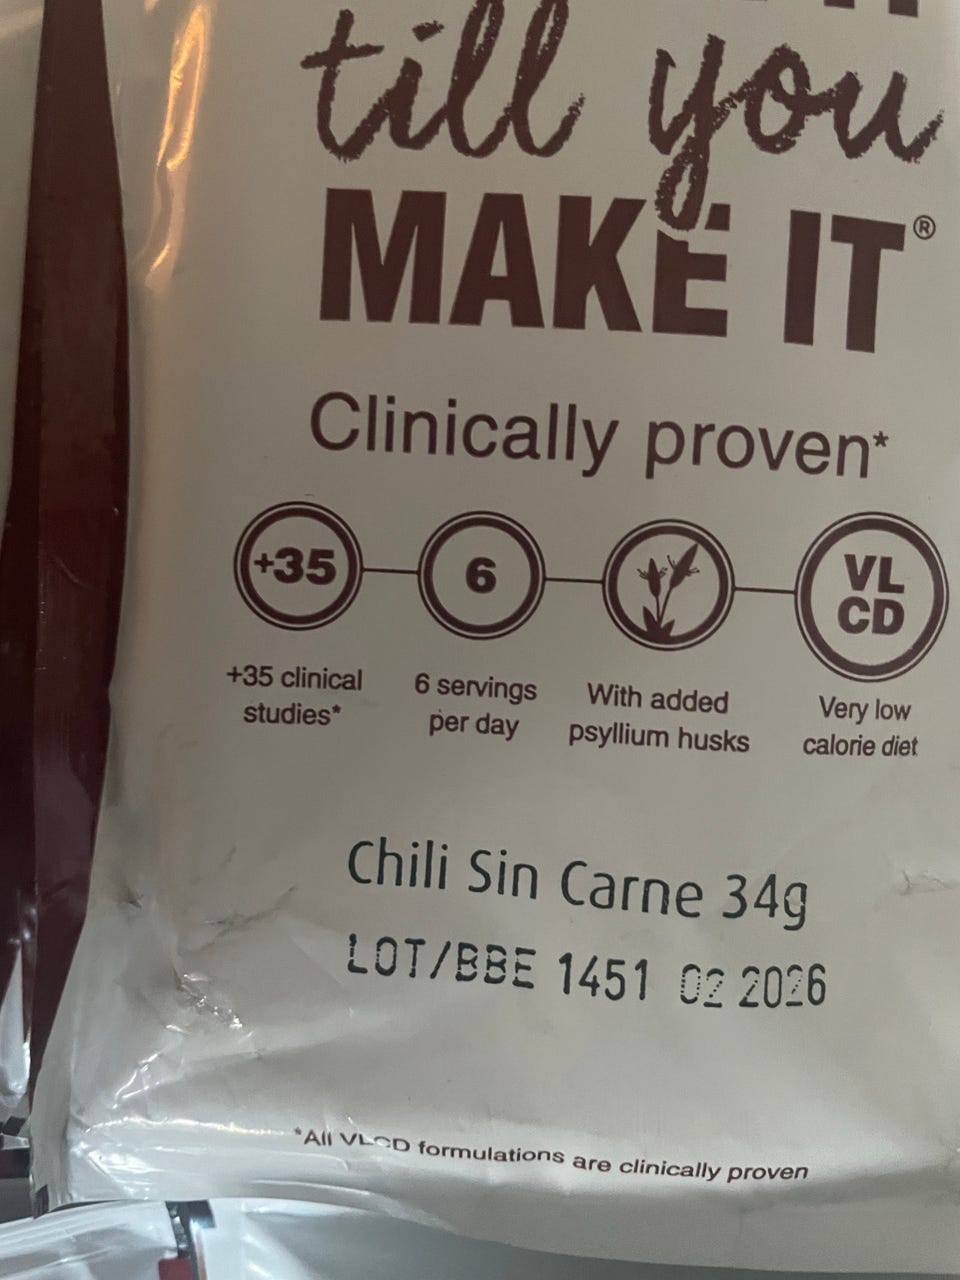 till you
MAKE IT®
Clinically proven*
+35
6
VL
CD
+35 clinical
studies*
6 servings
per day
With added
psyllium husks
Very low
calorie diet
Chili Sin Carne 34g
LOT/BBE 1451 02 2026
*All VLCD formulations are clinically proven